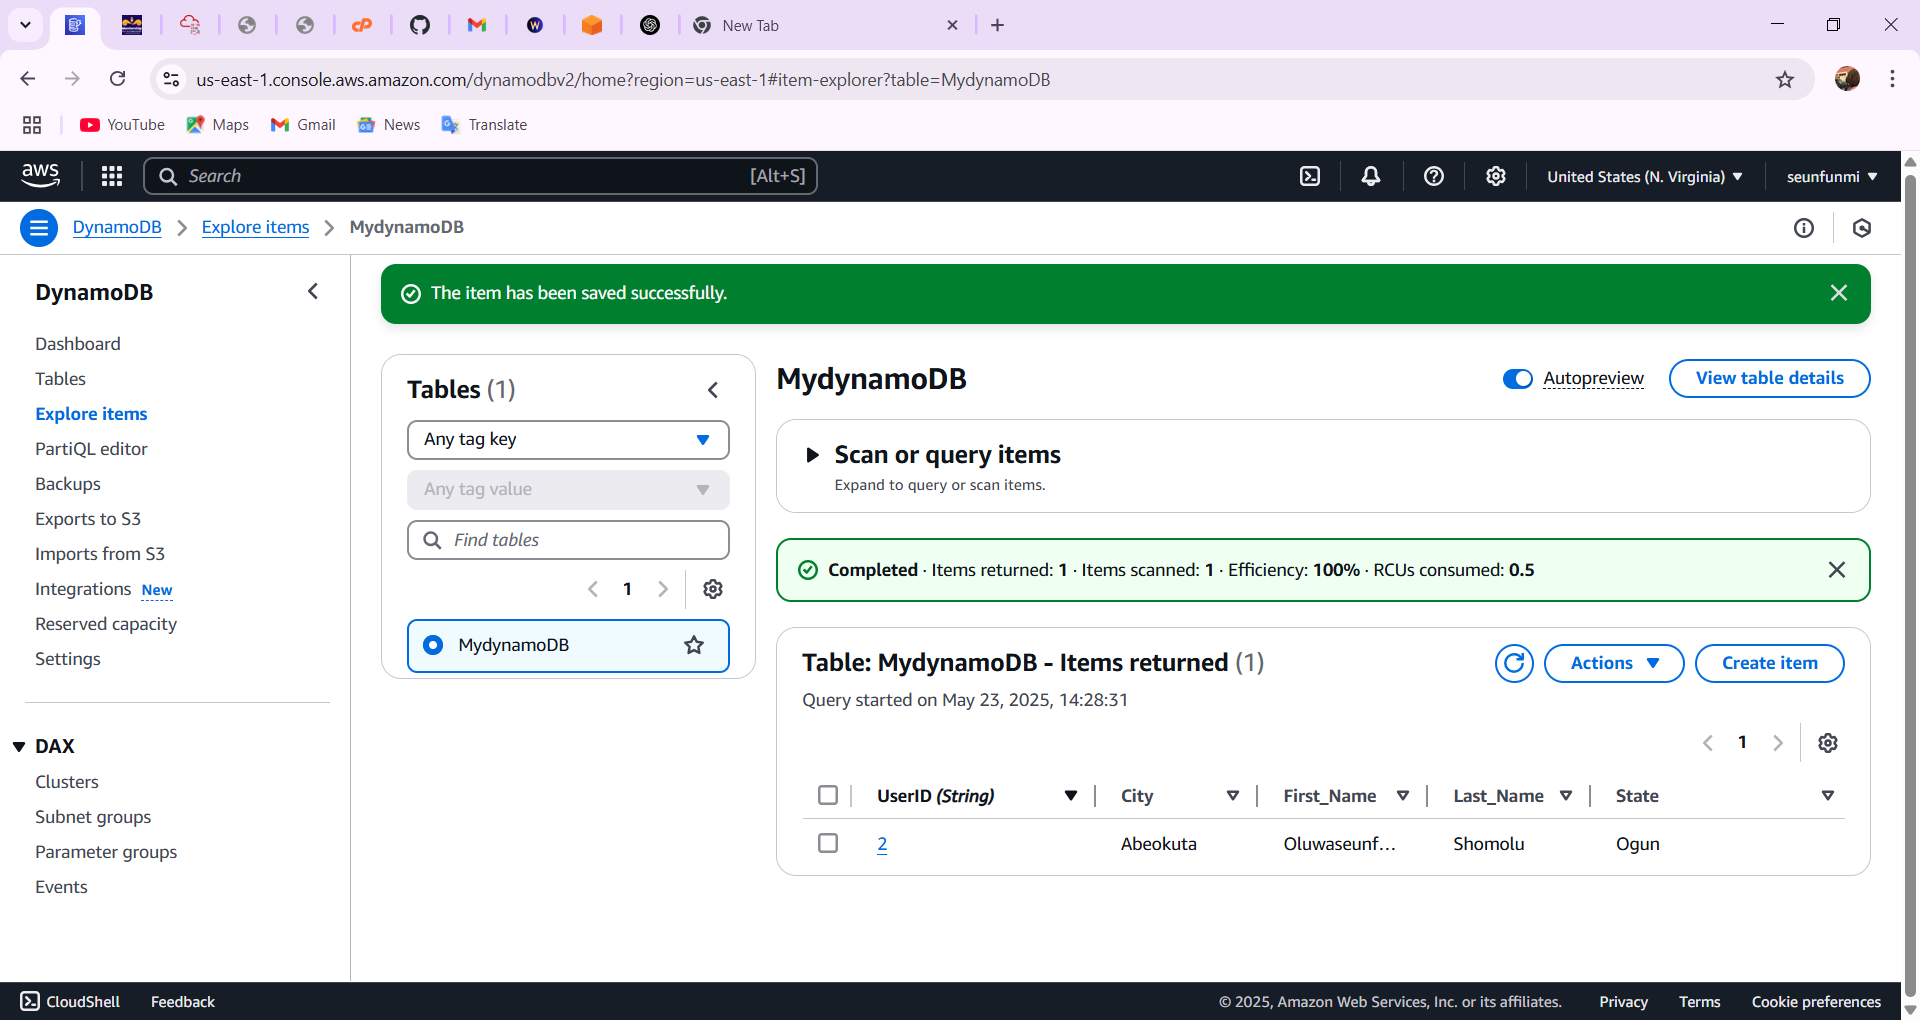 New Tab
us-east-1.console.aws.amazon.com/dynamodbv2/home?region=us-east-1#item-explorer?table=MydynamoDB
YouTube
Maps
Gmail
News
Translate
aws
Search
[Alt+S]
United States (N. Virginia)
seunfunmi
DynamoDB
Explore items
MydynamoDB
DynamoDB
Dashboard
Tables
Explore items
PartiQL editor
Backups
Exports to S3
Imports from S3
Integrations New
Reserved capacity
Settings
DAX
Clusters
Subnet groups
Parameter groups
Events
The item has been saved successfully.
Tables (1)
Any tag key
Any tag value
Find tables
1
MydynamoDB
MydynamoDB
Autopreview
View table details
Scan or query items
Expand to query or scan items.
Completed · Items returned: 1 · Items scanned: 1 · Efficiency: 100% · RCUs consumed: 0.5
Table: MydynamoDB - Items returned (1)
Actions
Create item
Query started on May 23, 2025, 14:28:31
1
UserID (String)
City
First_Name
Last_Name
State
2
Abeokuta
Oluwaseunf...
Shomolu
Ogun
CloudShell
Feedback
© 2025, Amazon Web Services, Inc. or its affiliates.
Privacy
Terms
Cookie preferences